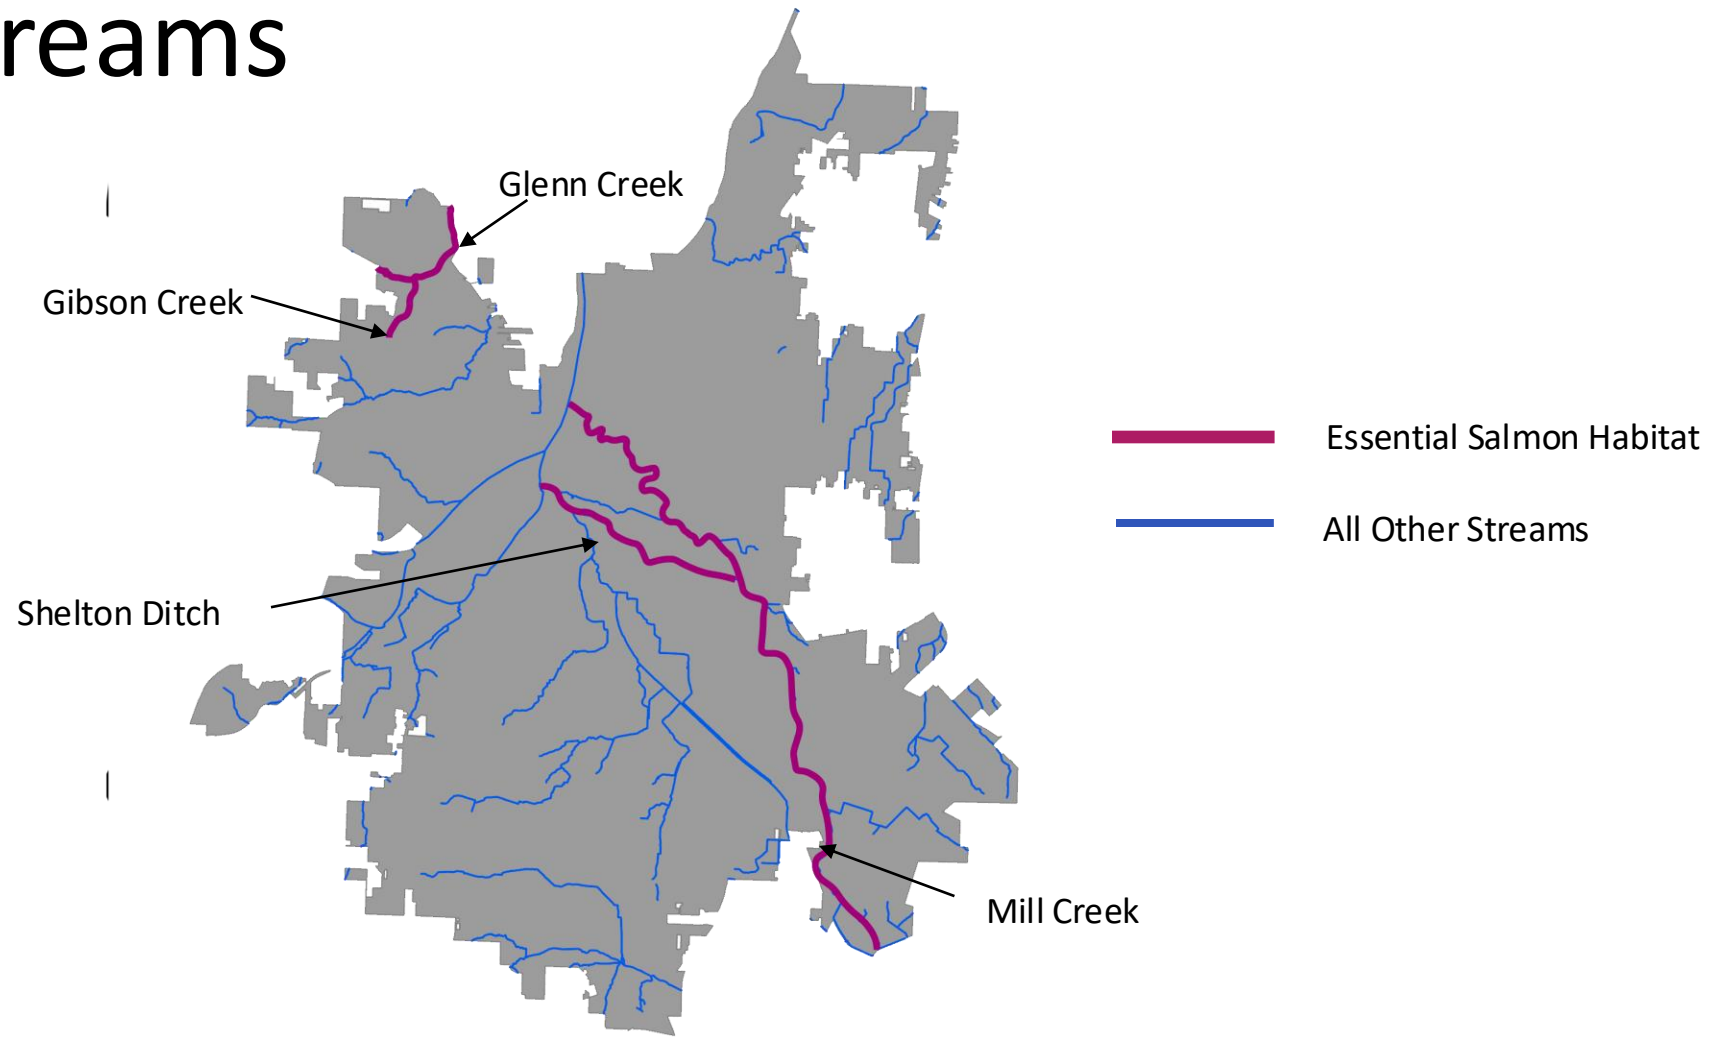 reams
Glenn Creek
Gibson Creek
Essential Salmon Habitat
All Other Streams
Shelton Ditch
Mill Creek